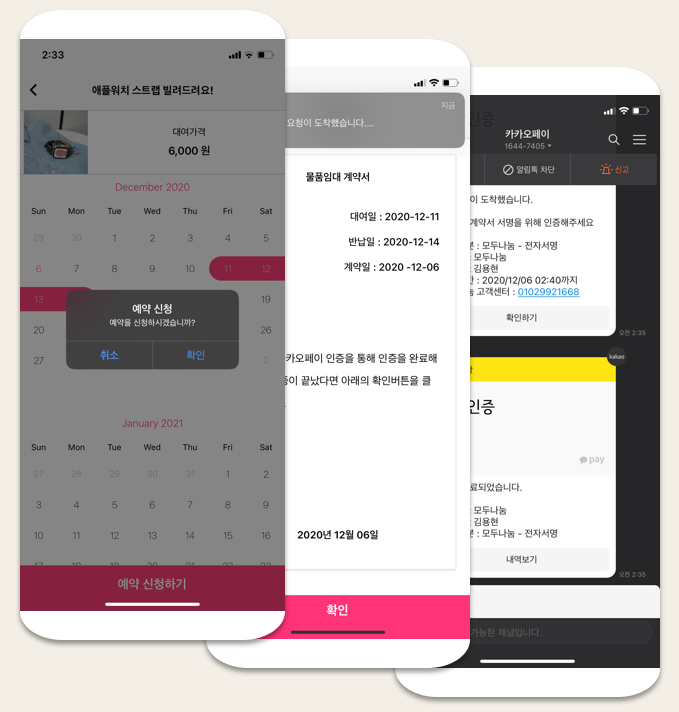 2:33
애플워치 스트랩 빌려드려요!
대여가격
6,000 원
December 2020
Sun Mon Tue Wed Thu Fri Sat
29 30 1 2 3 4 5
6 7 8 9 10 11 12
13 19
20 26
27 2
예약 신청
예약을 신청하시겠습니까?
취소 확인
January 2021
Sun Mon Tue Wed Thu Fri Sat
27 28 29 30 31 1 2
3 4 5 6 7 8 9
10 11 12 13 14 15 16
17 18 19 20 21 22 23
예약 신청하기
지금
요청이 도착했습니다....
물품임대 계약서
대여일 : 2020-12-11
반납일 : 2020-12-14
계약일 : 2020 -12-06
카오페이 인증을 통해 인증을 완료해
증이 끝났다면 아래의 확인버튼을 클
2020년 12월 06일
확인
인증
카카오페이
1644-7405
알림톡 차단 신고
이 도착했습니다.
계약서 서명을 위해 인증해주세요
: 모두나눔 - 전자서명
모두나눔
: 김용현
: 2020/12/06 02:40까지
고객센터 : 01029921668
확인하기
오전 2:35
kakao
인증
pay
료되었습니다.
모두나눔
김용현
: 모두나눔 - 전자서명
내역보기
오전 2:35
가능한 채널입니다.